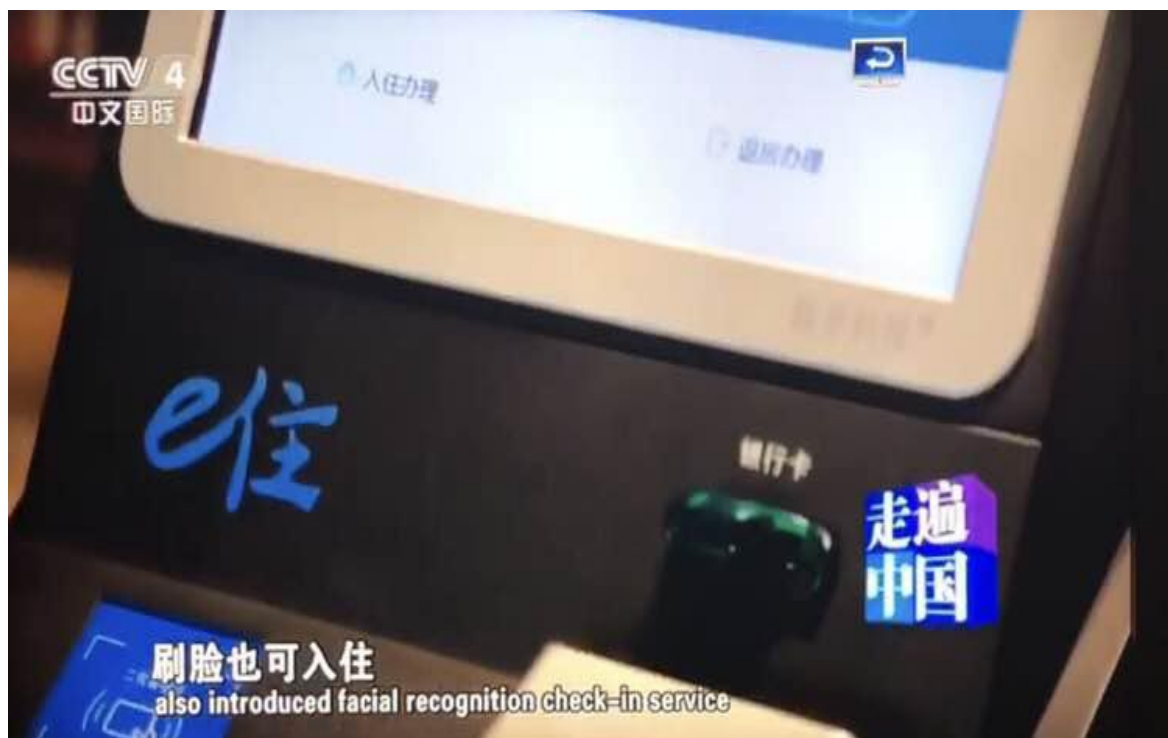 CCTV 4
中文国际
入住办理
退房办理
e住
银行卡
走遍
中国
刷脸也可入住
also introduced facial recognition check-in service